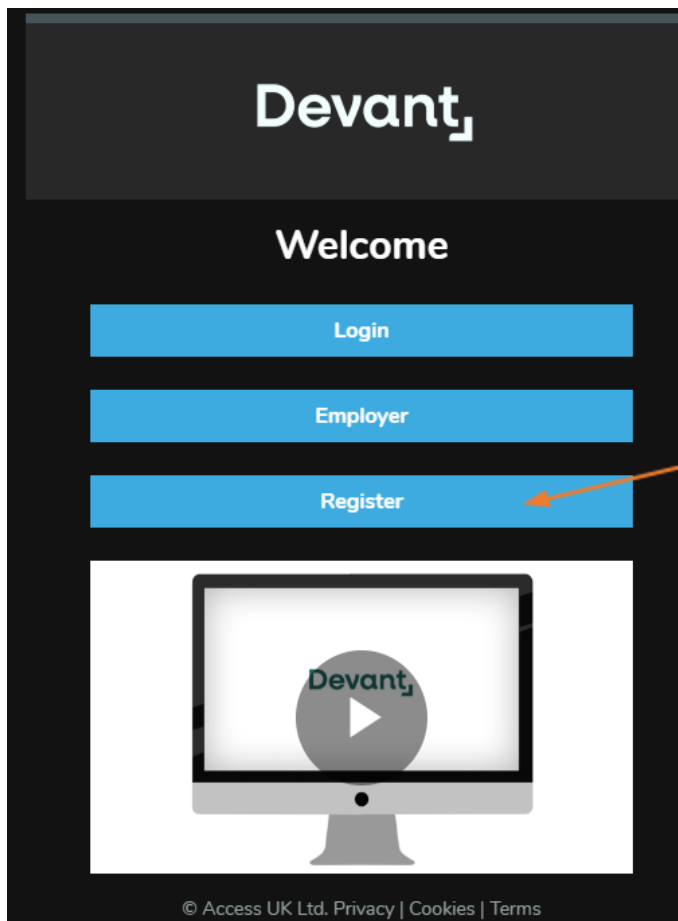 Devant
Welcome
Login
Employer
Register
Devant
© Access UK Ltd. Privacy | Cookies | Terms